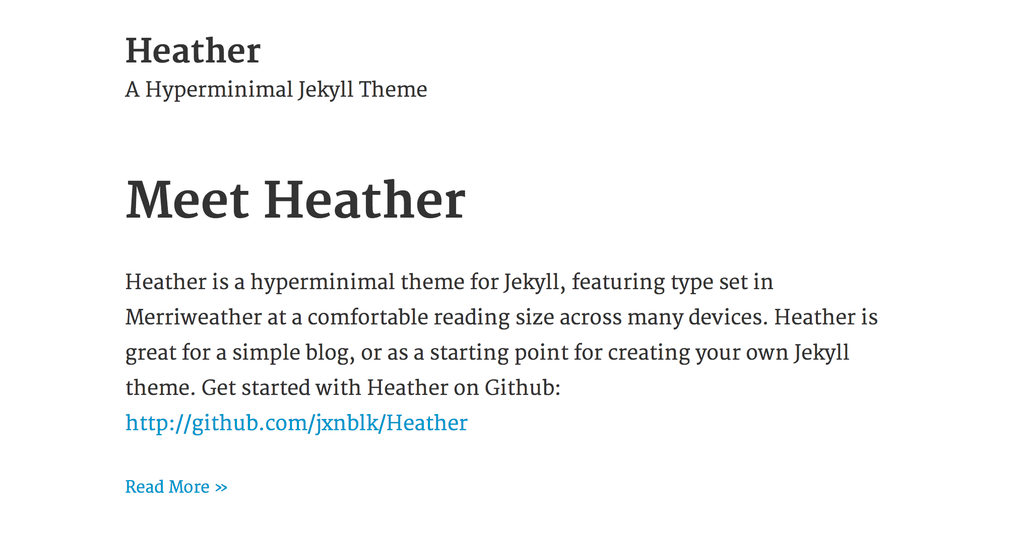 Heather
A Hyperminimal Jekyll Theme
Meet Heather
Heather is a hyperminimal theme for Jekyll, featuring type set in
Merriweather at a comfortable reading size across many devices. Heather is
great for a simple blog, or as a starting point for creating your own Jekyll
theme. Get started with Heather on Github:
http://github.com/jxnblk/Heather
Read More »